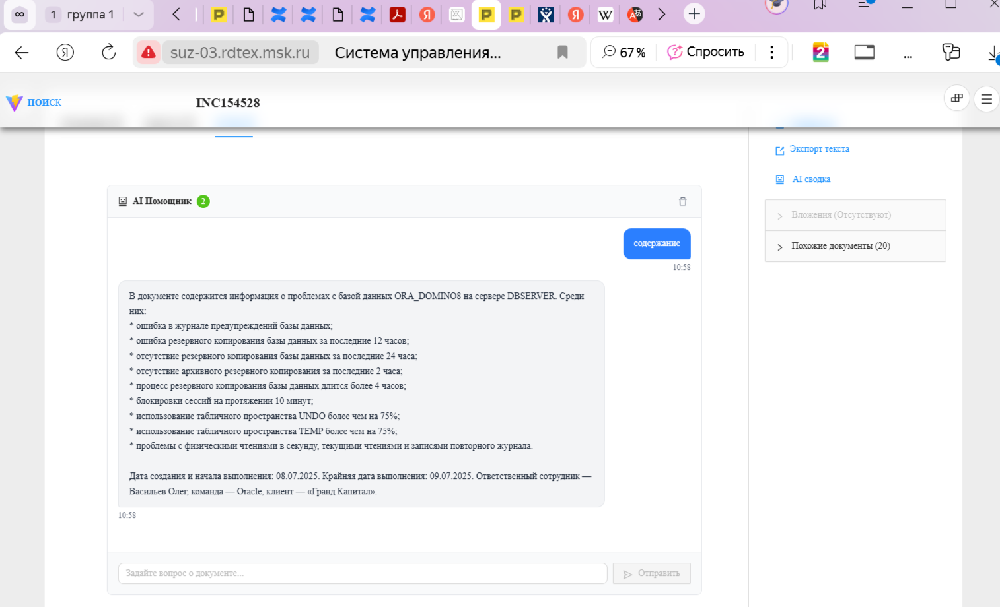 1 группа 1
suz-03.rdtex.msk.ru Система управления... 67 % Спросить ...
ПОИСК
INC154528
Экспорт текста
AI сводка
Вложения (Отсутствуют)
Похожие документы (20)
AI Помощник 2
содержание
10:58
В документе содержится информация о проблемах с базой данных ORA_DOMINO8 на сервере DBSERVER. Среди
них:
* ошибка в журнале предупреждений базы данных;
* ошибка резервного копирования базы данных за последние 12 часов;
* отсутствие резервного копирования базы данных за последние 24 часа;
* отсутствие архивного резервного копирования за последние 2 часа;
* процесс резервного копирования базы данных длится более 4 часов;
* блокировки сессий на протяжении 10 минут;
* использование табличного пространства UNDO более чем на 75%;
* использование табличного пространства TEMP более чем на 75%;
* проблемы с физическими чтениями в секунду, текущими чтениями и записями повторного журнала.
Дата создания и начала выполнения: 08.07.2025. Крайняя дата выполнения: 09.07.2025. Ответственный сотрудник —
Васильев Олег, команда — Oracle, клиент — «Гранд Капитал».
10:58
Задайте вопрос о документе...
Отправить